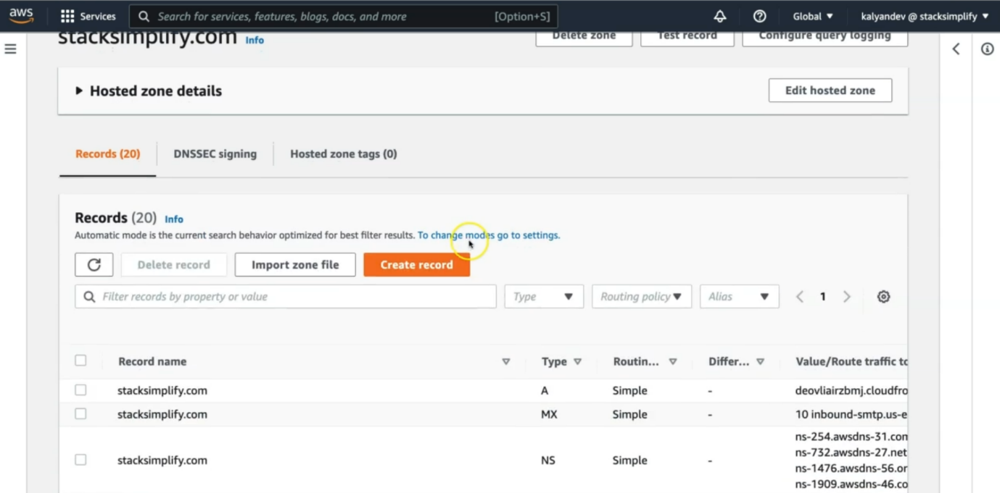 aws Services Search for services, features, blogs, docs, and more [Option+S] Global kalyandev @ stacksimplify
stacksimplify.com Info Delete zone Test record Configure query logging
Hosted zone details Edit hosted zone
Records (20) DNSSEC signing Hosted zone tags (0)
Records (20) Info
Automatic mode is the current search behavior optimized for best filter results. To change modes go to settings.
Delete record Import zone file Create record
Filter records by property or value Type Routing policy Alias 1
Record name Type Routin... Differ... Value/Route traffic to
stacksimplify.com A Simple - deovliairzbmj.cloudfro
stacksimplify.com MX Simple - 10 inbound-smtp.us-e
ns-254.awsdns-31.com
ns-732.awsdns-27.net
stacksimplify.com NS Simple -
ns-1476.awsdns-56.or
ns-1909.awsdns-46.co